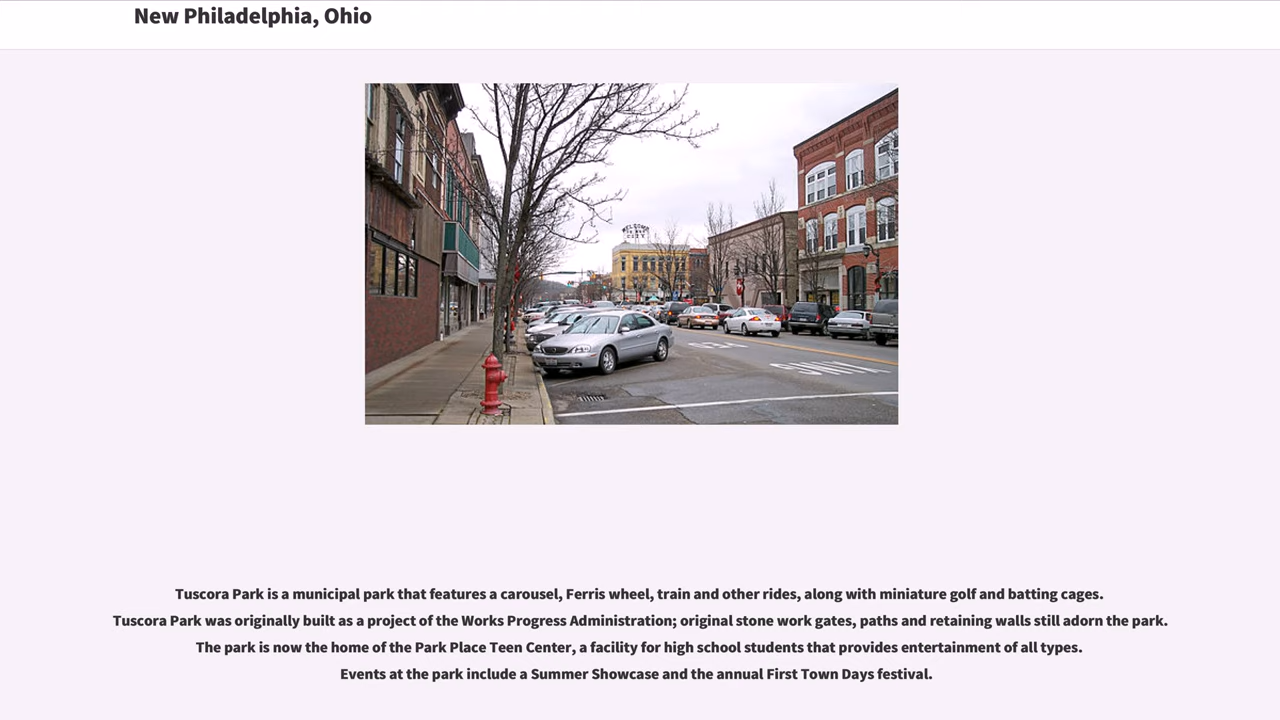 New Philadelphia, Ohio
WELCOME
CITY
Tuscora Park is a municipal park that features a carousel, Ferris wheel, train and other rides, along with miniature golf and batting cages.
Tuscora Park was originally built as a project of the Works Progress Administration; original stone work gates, paths and retaining walls still adorn the park.
The park is now the home of the Park Place Teen Center, a facility for high school students that provides entertainment of all types.
Events at the park include a Summer Showcase and the annual First Town Days festival.